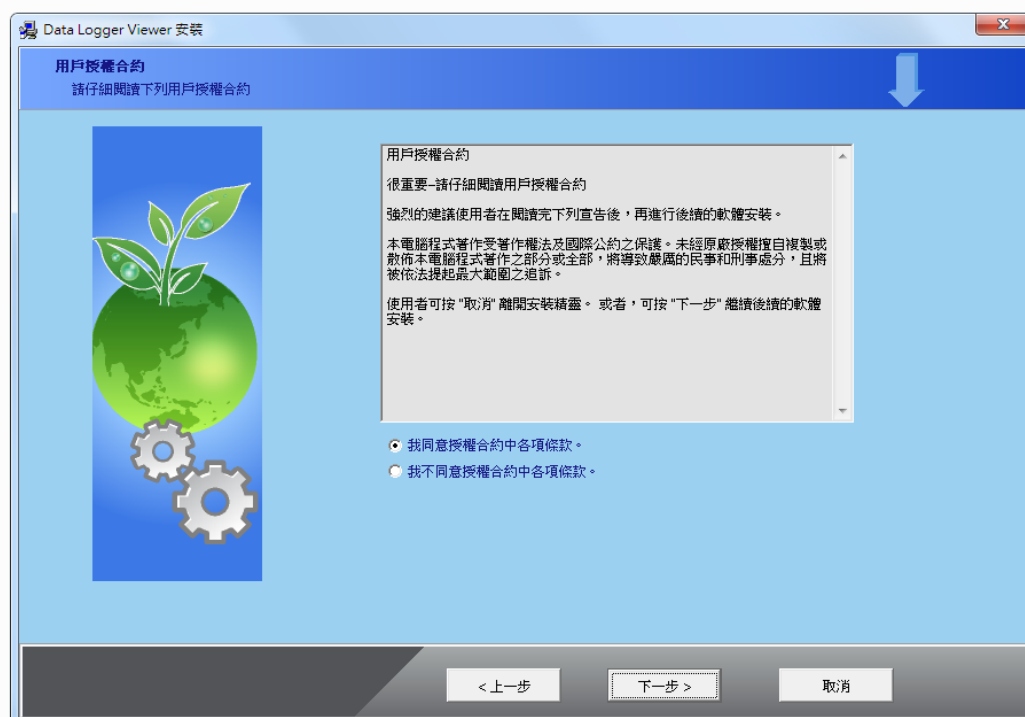 Data Logger Viewer 安裝
用戶授權合約
請仔細閱讀下列用戶授權合約
用戶授權合約
很重要-請仔細閱讀用戶授權合約
強烈的建議使用者在閱讀完下列宣告後，再進行後續的軟體安裝。
本電腦程式著作受著作權法及國際公約之保護。未經原廠授權擅自複製或
散佈本電腦程式著作之部分或全部，將導致嚴厲的民事和刑事處分，且將
被依法提起最大範圍之追訴。
使用者可按 "取消" 離開安裝精靈。 或者，可按 "下一步" 繼續後續的軟體
安裝。
我同意授權合約中各項條款。
我不同意授權合約中各項條款。
< 上一步
下一步 >
取消